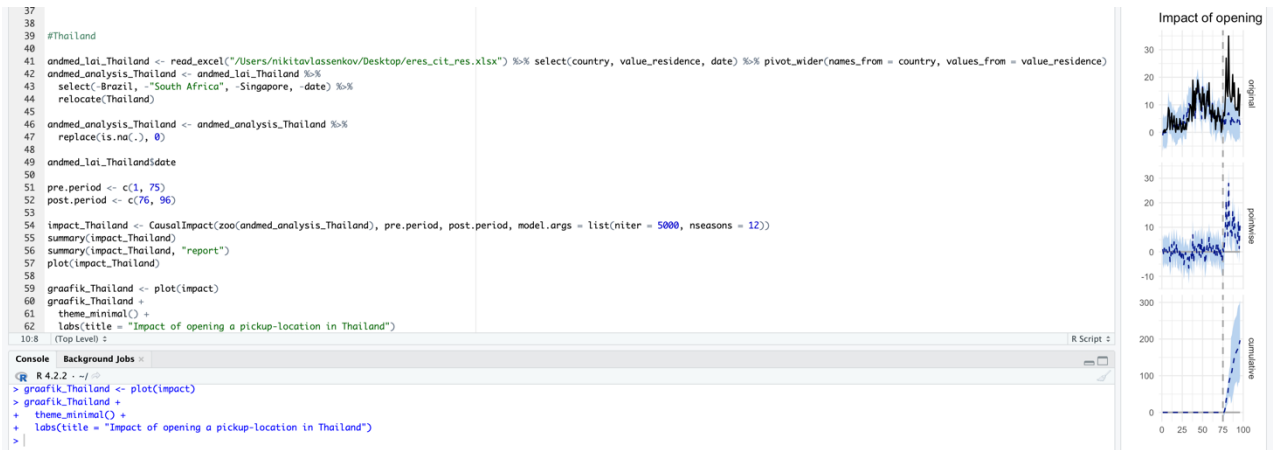 37
38
39 #Thailand
40
41 andmed_lai_Thailand <- read_excel("/Users/nikitavlassenkov/Desktop/eres_cit_res.xlsx") %>% select(country, value_residence, date) %>% pivot_wider(names_from = country, values_from = value_residence)
42 andmed_analysis_Thailand <- andmed_lai_Thailand %>%
43 select(-Brazil, -"South Africa", -Singapore, -date) %>%
44 relocate(Thailand)
45
46 andmed_analysis_Thailand <- andmed_analysis_Thailand %>%
47 replace(is.na(.), 0)
48
49 andmed_lai_Thailand$date
50
51 pre.period <- c(1, 75)
52 post.period <- c(76, 96)
53
54 impact_Thailand <- CausalImpact(zoo(andmed_analysis_Thailand), pre.period, post.period, model.args = list(niter = 5000, nseasons = 12))
55 summary(impact_Thailand)
56 summary(impact_Thailand, "report")
57 plot(impact_Thailand)
58
59 graafik_Thailand <- plot(impact)
60 graafik_Thailand +
61 theme_minimal() +
62 labs(title = "Impact of opening a pickup-location in Thailand")
10:8 (Top Level) R Script
Console Background Jobs
R 4.2.2 · ~/
> graafik_Thailand <- plot(impact)
> graafik_Thailand +
+ theme_minimal() +
+ labs(title = "Impact of opening a pickup-location in Thailand")
>
Impact of opening
30
20
10
0
original
30
20
10
0
-10
pointwise
300
200
100
0
cumulative
0 25 50 75 100